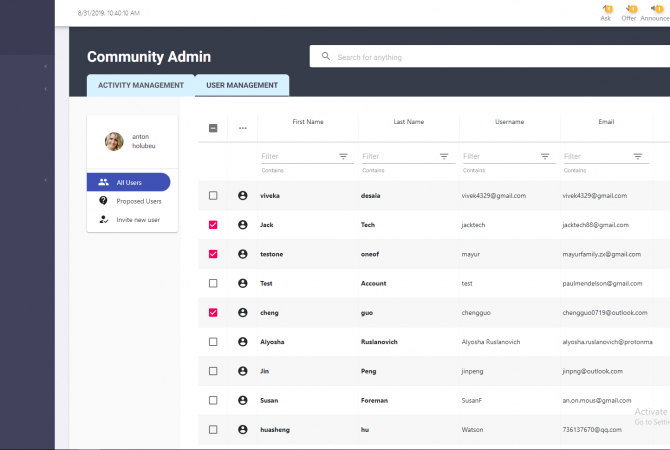 8/31/2019, 10:40:10 AM
Ask Offer Announce
Community Admin
Search for anything
ACTIVITY MANAGEMENT USER MANAGEMENT
anton
holubeu
All Users
Proposed Users
Invite new user
First Name Last Name Username Email
Filter Filter Filter Filter
Contains Contains Contains Contains
viveka desaia vivek4329@gmail.com vivek4329@gmail.com
Jack Tech jacktech jacktech88@gmail.com
testone oneof mayur mayurfamily.zx@gmail.com
Test Account test paulmendelson@gmail.com
cheng guo chengguo chengguo0719@outlook.com
Alyosha Ruslanovich Alyosha Ruslanovich alyosha.ruslanovich@protonma
Jin Peng jinpeng jinpng@outlook.com
Susan Foreman SusanF an.on.mous@gmail.com
huasheng hu Watson 736137670@qq.com
Activate
Go to Settin